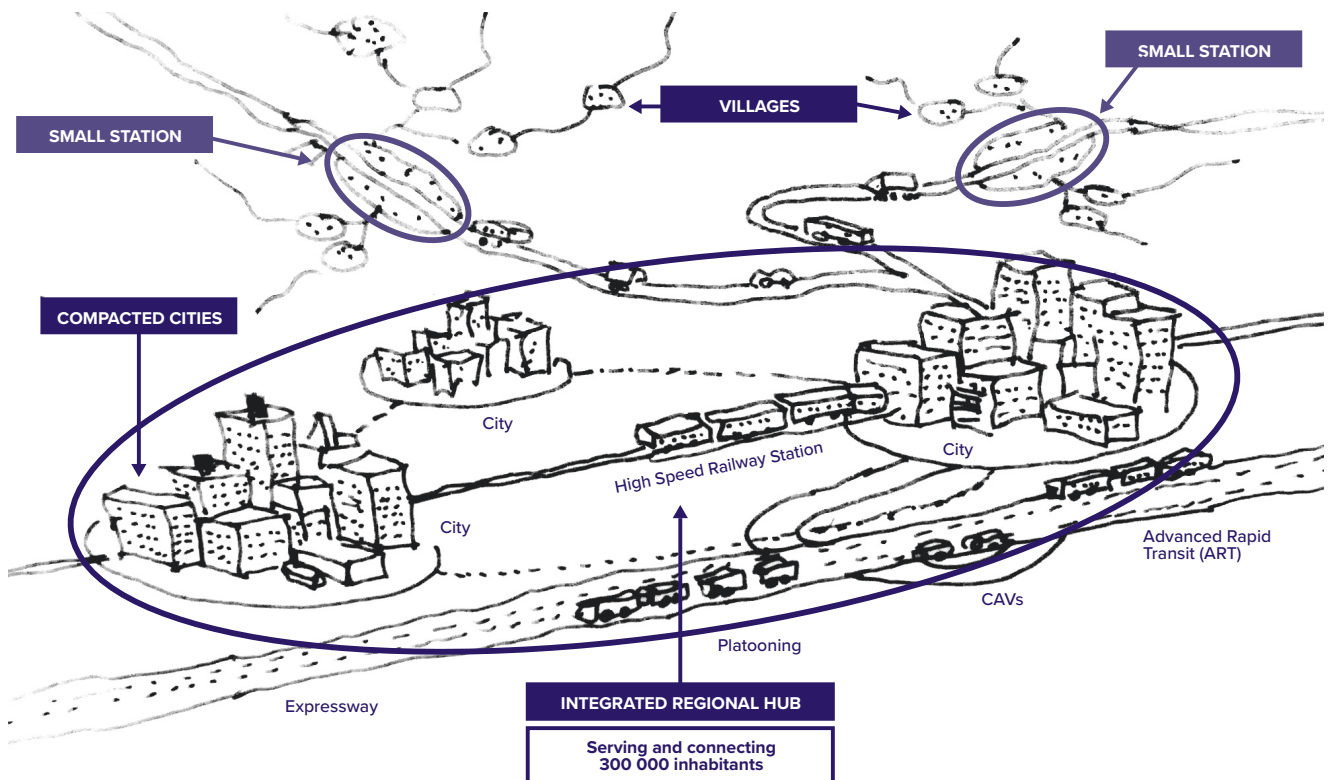 SMALL STATION
VILLAGES
SMALL STATION
COMPACTED CITIES
City
High Speed Railway Station
City
City
Advanced Rapid
Transit (ART)
CAVs
Platooning
Expressway
INTEGRATED REGIONAL HUB
Serving and connecting
300 000 inhabitants